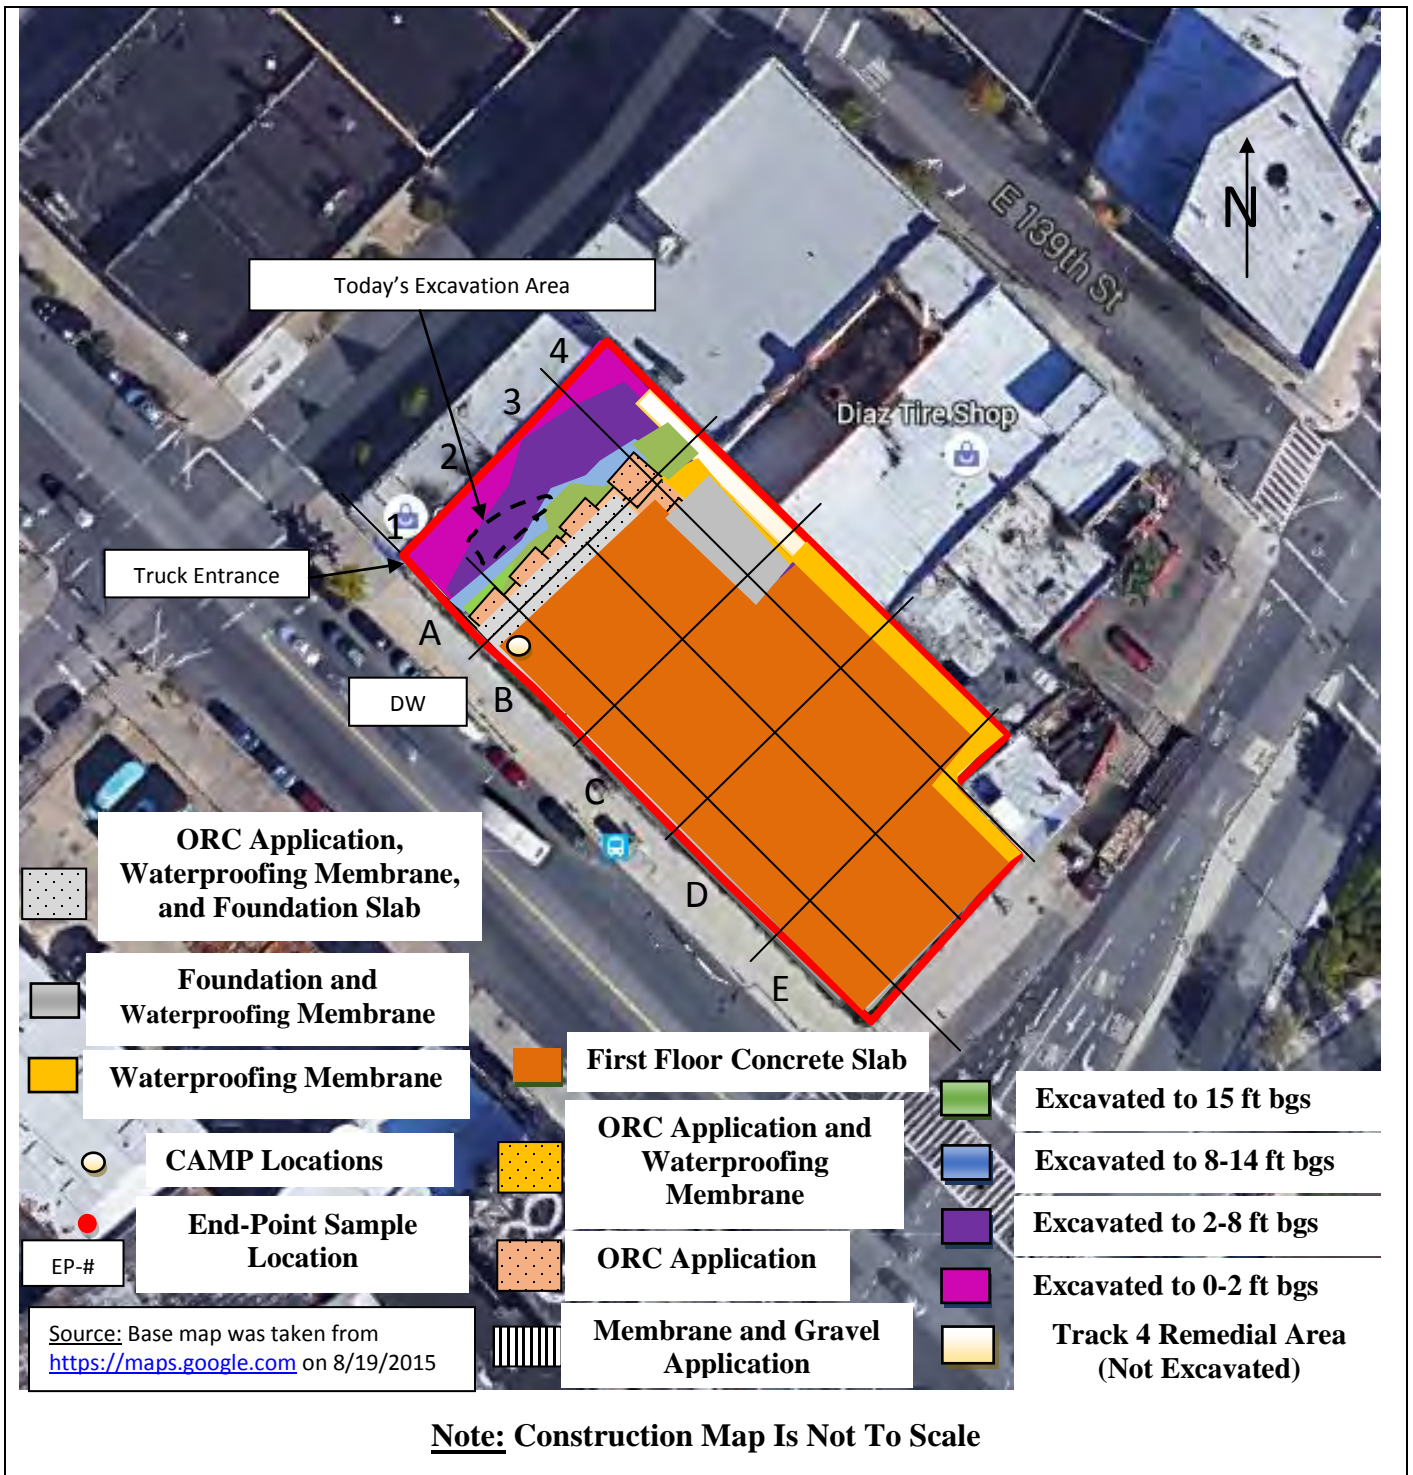 N
E 139th St
Today's Excavation Area
4
3
Diaz Tire Shop
2
1
Truck Entrance
A
DW
B
C
D
E
ORC Application,
Waterproofing Membrane,
and Foundation Slab
Foundation and
Waterproofing Membrane
Waterproofing Membrane
CAMP Locations
End-Point Sample
Location
EP-#
Source: Base map was taken from
https://maps.google.com on 8/19/2015
First Floor Concrete Slab
ORC Application and
Waterproofing
Membrane
ORC Application
Membrane and Gravel
Application
Excavated to 15 ft bgs
Excavated to 8-14 ft bgs
Excavated to 2-8 ft bgs
Excavated to 0-2 ft bgs
Track 4 Remedial Area
(Not Excavated)
Note: Construction Map Is Not To Scale